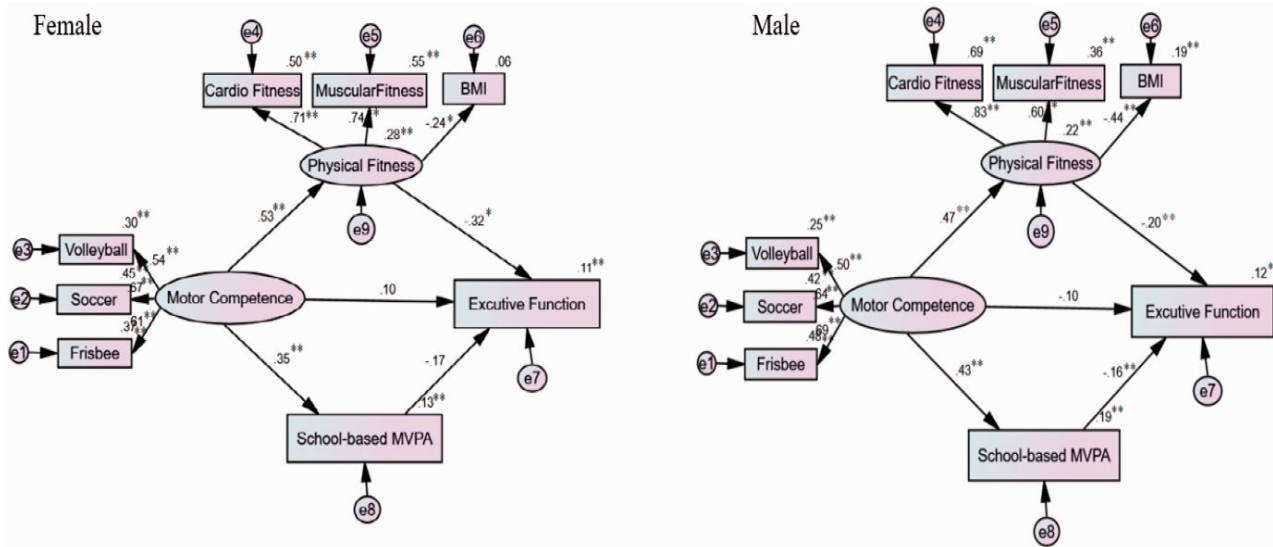 Female
e4
e5
e6
.50**
.55**
.06
Cardio Fitness
MuscularFitness
BMI
.71**
.74**
-.24*
.28**
Physical Fitness
e9
.53**
-.32*
.30**
e3
Volleyball
.54**
.45**
e2
Soccer
.67**
Motor Competence
.10
.11**
Excutive Function
.37**
.61**
e1
Frisbee
.35**
-.17
e7
.13**
School-based MVPA
e8
Male
e4
e5
e6
.69**
.36**
.19**
Cardio Fitness
MuscularFitness
BMI
.83**
.60**
-.44**
.22**
Physical Fitness
e9
.47**
-.20**
.25**
e3
Volleyball
.50**
.42**
e2
Soccer
.64**
Motor Competence
-.10
.12*
Excutive Function
.69
.48**
e1
Frisbee
.43**
-.16**
e7
.19**
School-based MVPA
e8